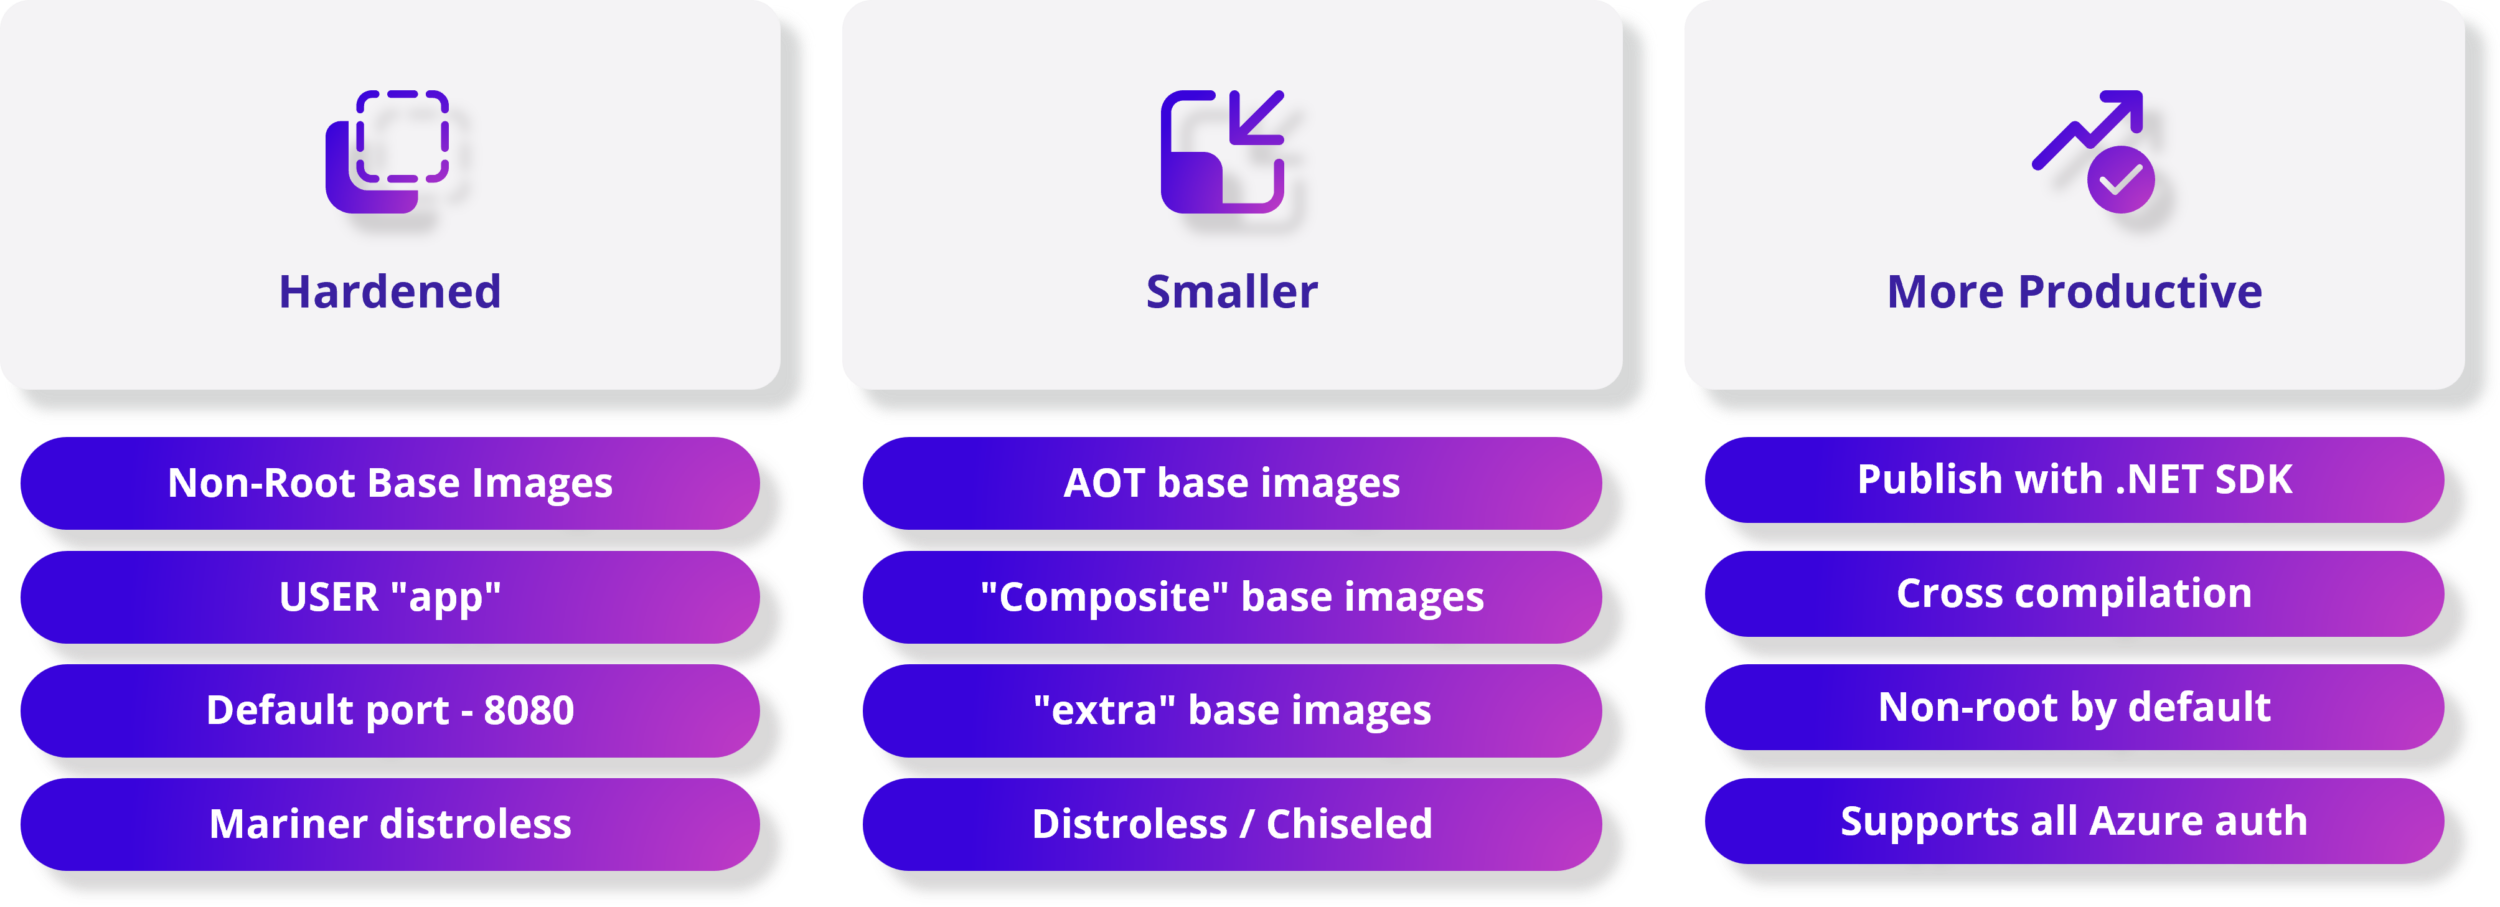 Hardened
Non-Root Base Images
USER "app"
Default port - 8080
Mariner distroless
Smaller
AOT base images
"Composite" base images
"extra" base images
Distroless / Chiseled
More Productive
Publish with .NET SDK
Cross compilation
Non-root by default
Supports all Azure auth